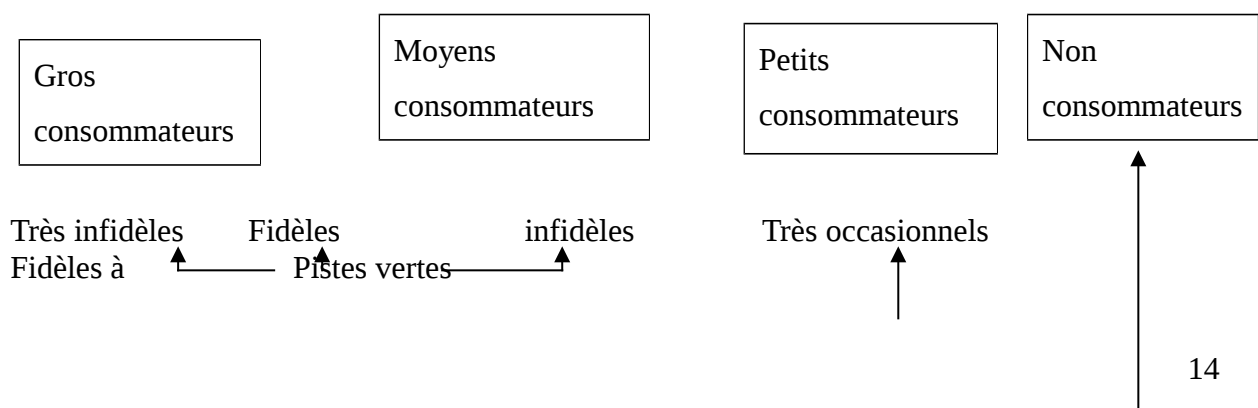 Gros
consommateurs
Moyens
consommateurs
Petits
consommateurs
Non
consommateurs
Très infidèles Fidèles infidèles Très occasionnels
Fidèles à Pistes vertes
14